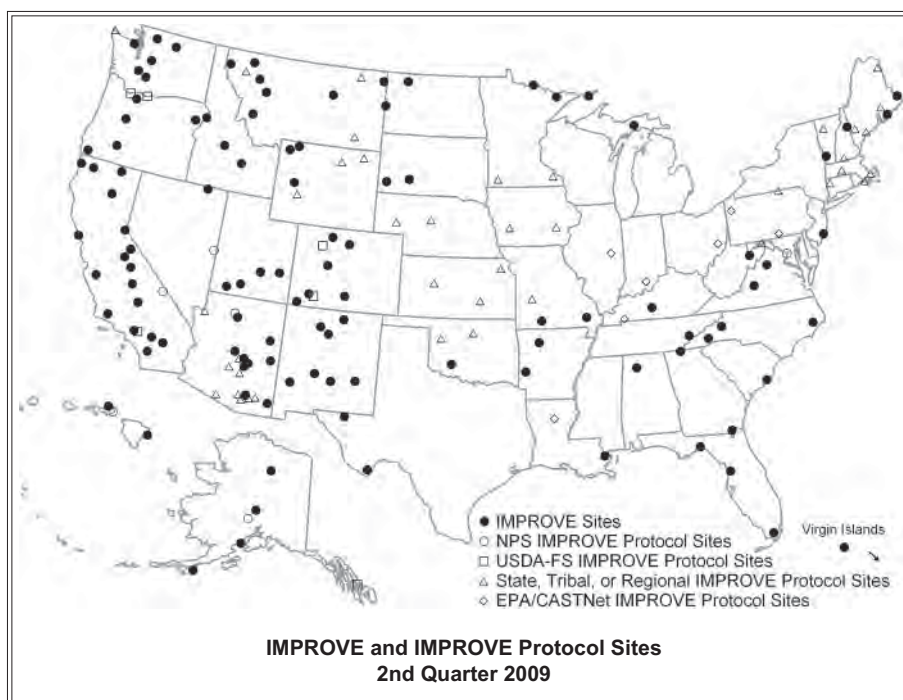 IMPROVE Sites
NPS IMPROVE Protocol Sites
USDA-FS IMPROVE Protocol Sites
State, Tribal, or Regional IMPROVE Protocol Sites
EPA/CASTNet IMPROVE Protocol Sites
Virgin Islands
IMPROVE and IMPROVE Protocol Sites
2nd Quarter 2009